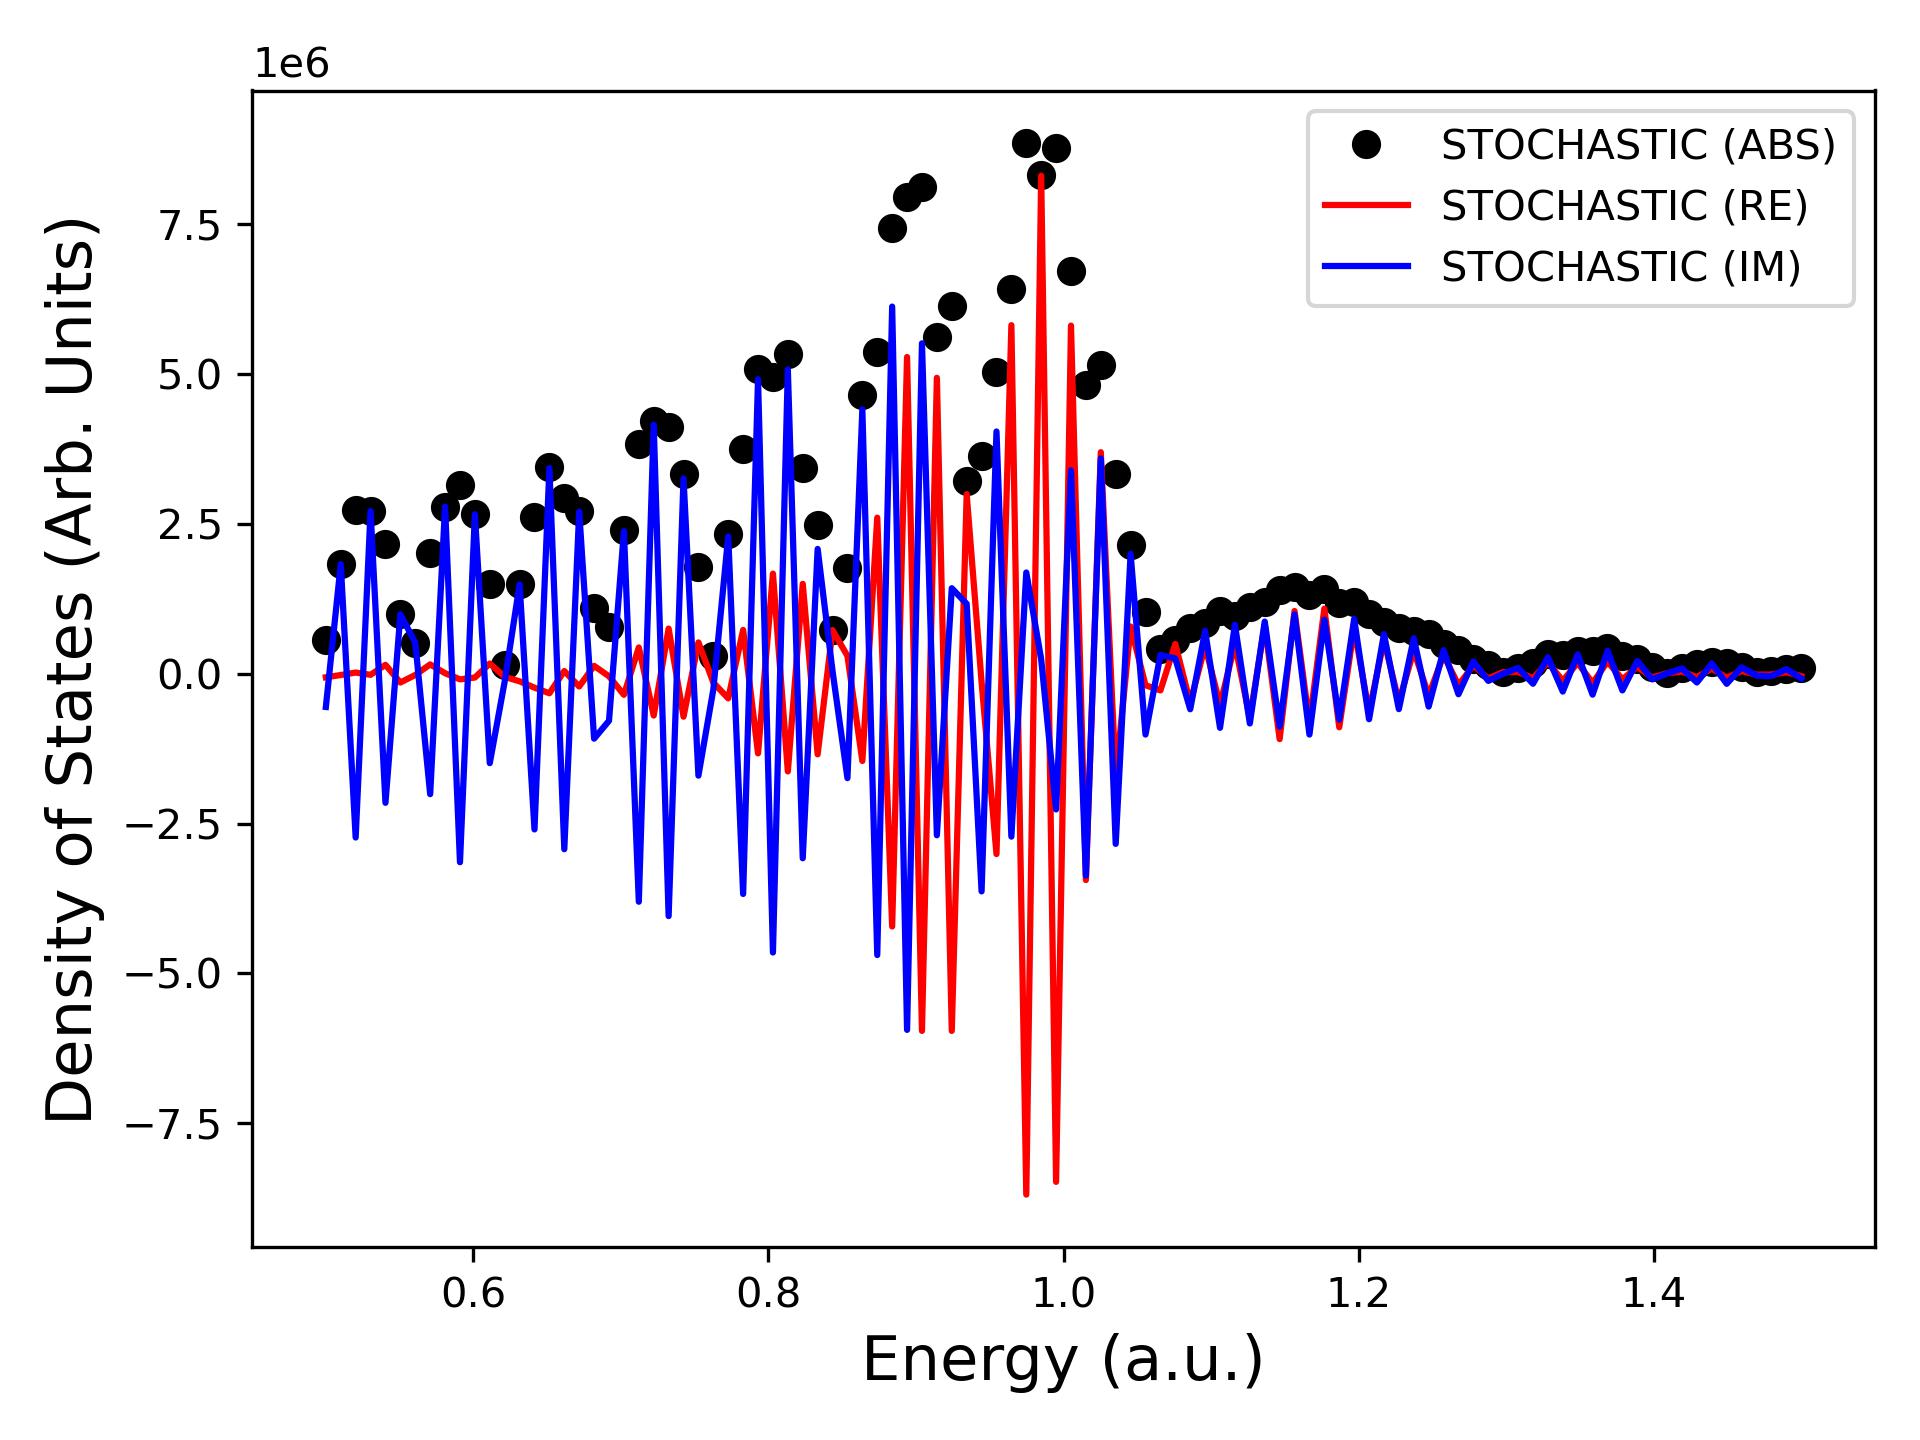 1e6
STOCHASTIC (ABS)
STOCHASTIC (RE)
STOCHASTIC (IM)
Density of States (Arb. Units)
7.5
5.0
2.5
0.0
−2.5
−5.0
−7.5
0.6 0.8 1.0 1.2 1.4
Energy (a.u.)